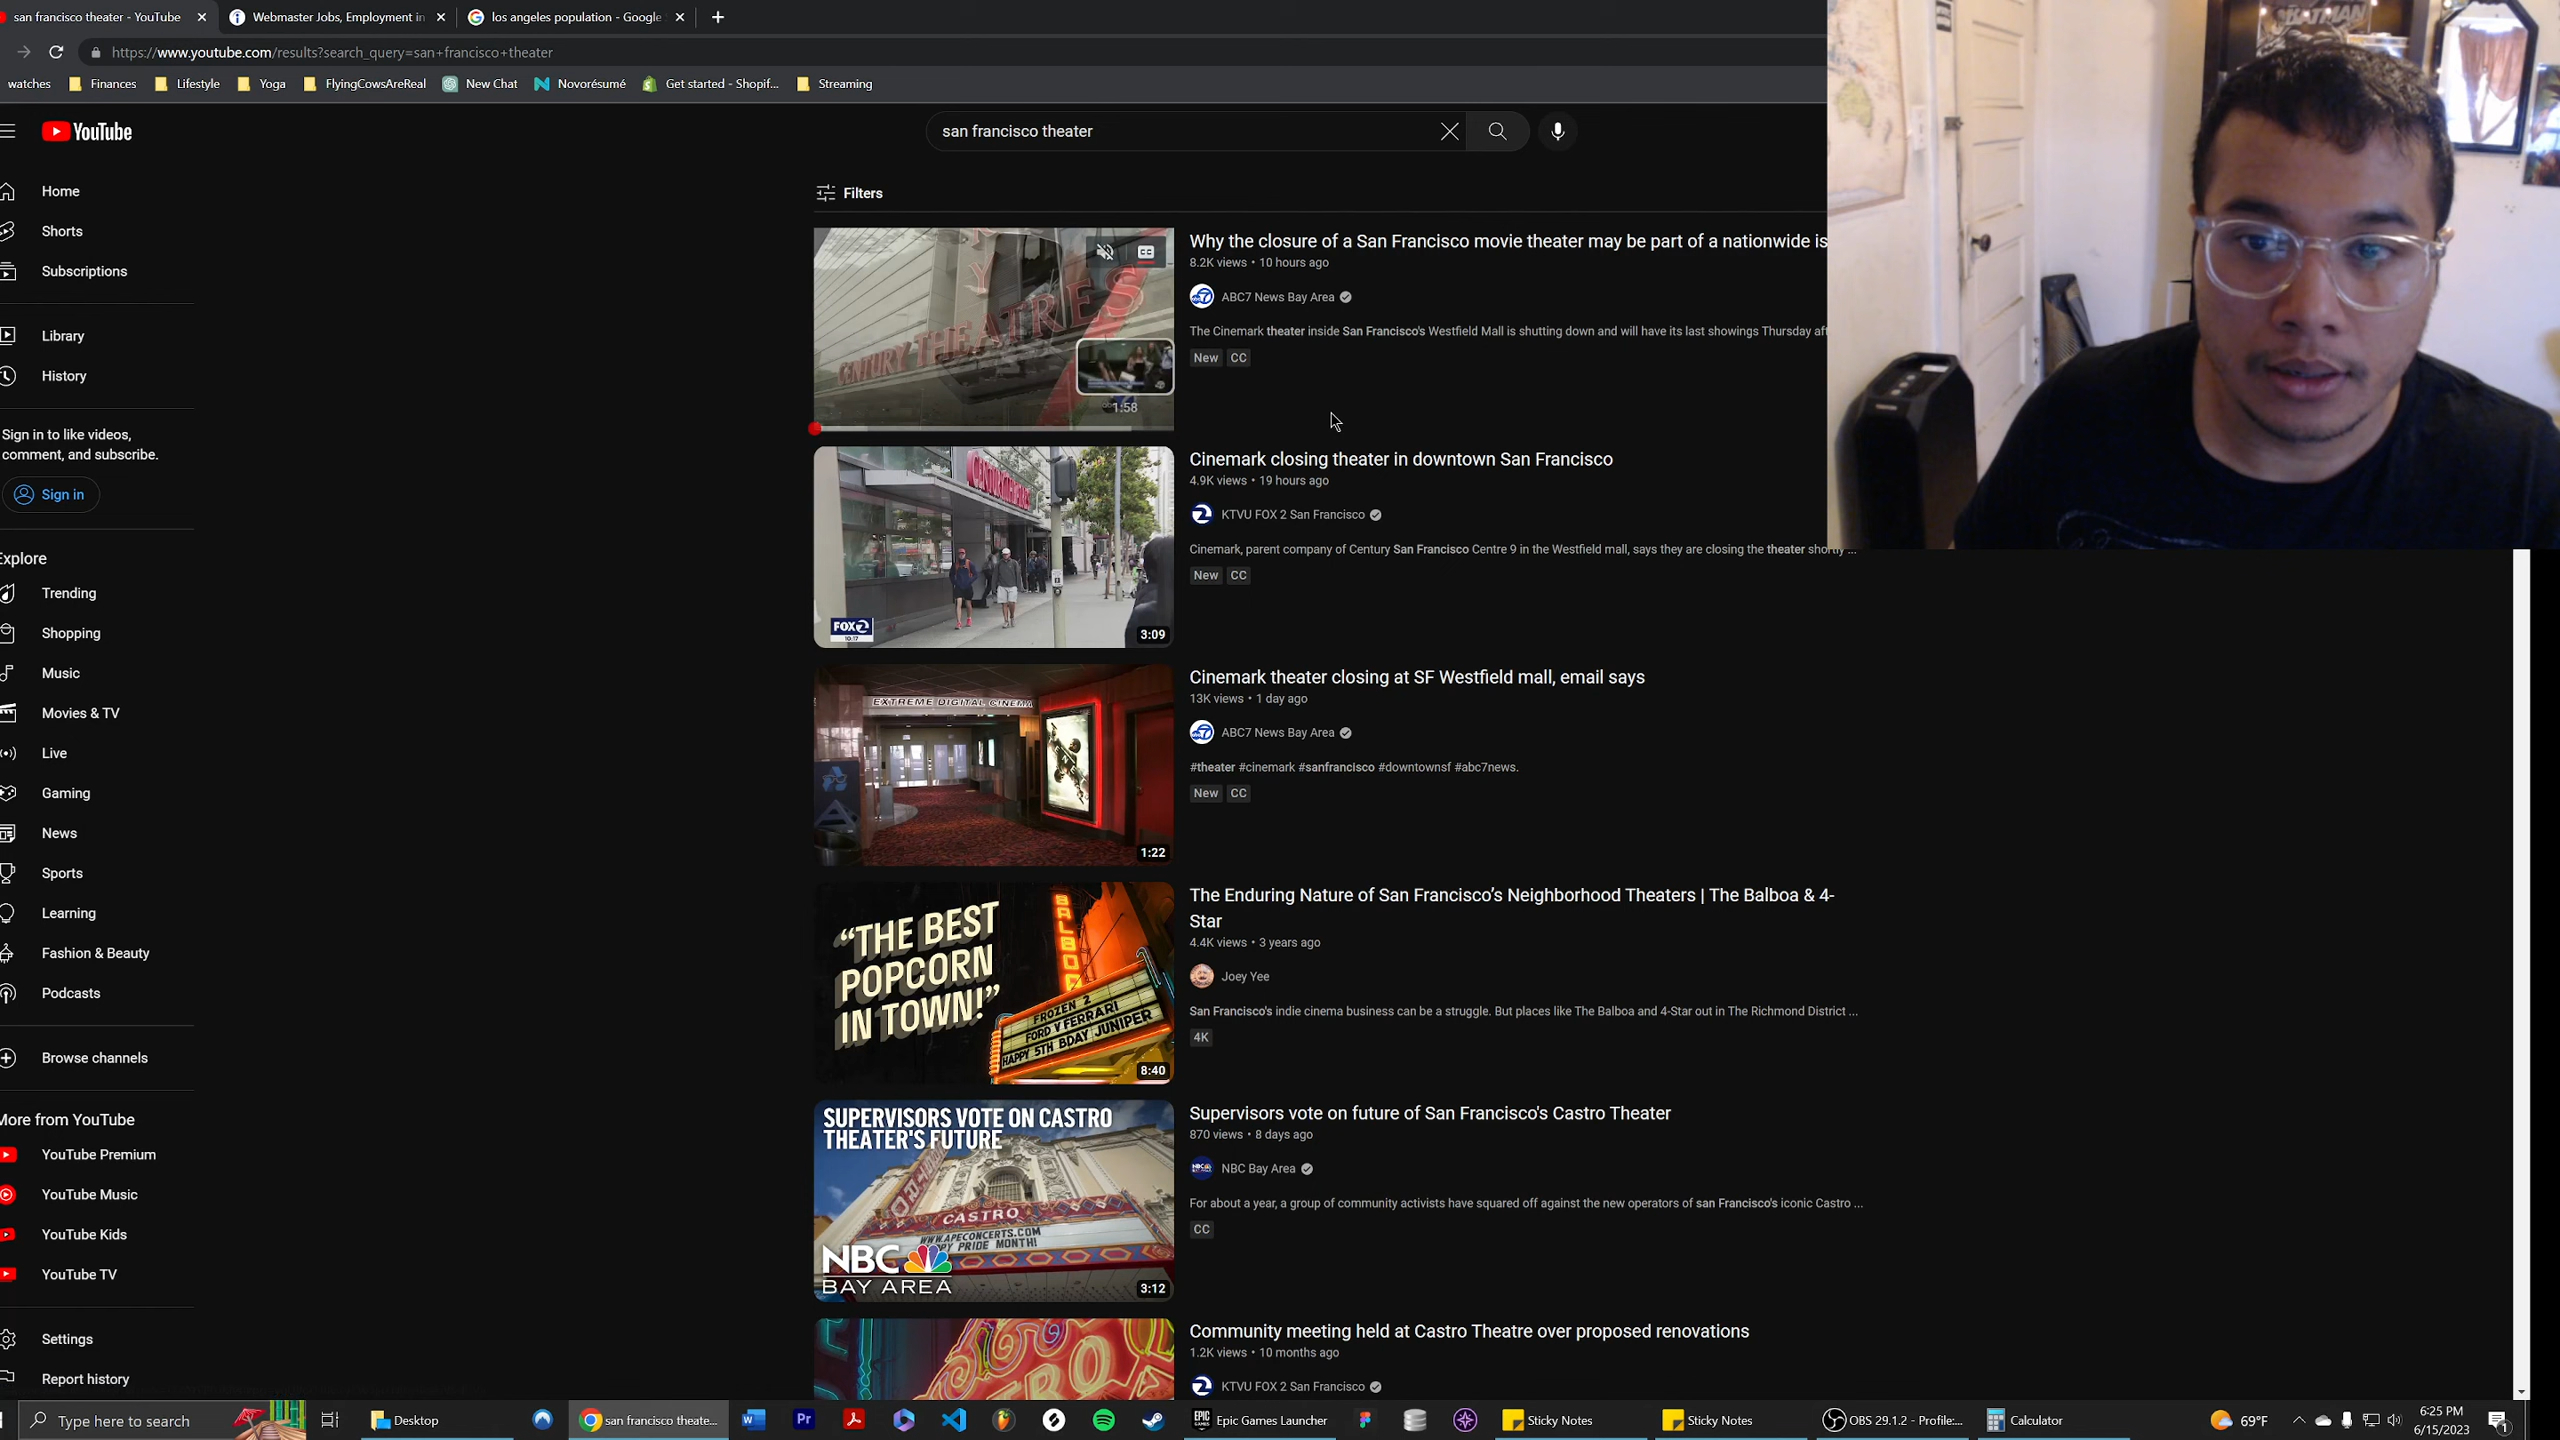 san francisco theater - YouTube
Webmaster Jobs, Employment in
los angeles population - Google
https://www.youtube.com/results?search_query=san+francisco+theater
watches
Finances
Lifestyle
Yoga
FlyingCowsAreReal
New Chat
Novorésumé
Get started - Shopif...
Streaming
YouTube
san francisco theater
Home
Shorts
Subscriptions
Library
History
Sign in to like videos,
comment, and subscribe.
Sign in
Explore
Trending
Shopping
Music
Movies & TV
Live
Gaming
News
Sports
Learning
Fashion & Beauty
Podcasts
Browse channels
More from YouTube
YouTube Premium
YouTube Music
YouTube Kids
YouTube TV
Settings
Report history
Filters
CENTURY THEATRES
CC
1:58
Why the closure of a San Francisco movie theater may be part of a nationwide is
8.2K views • 10 hours ago
ABC7 News Bay Area
The Cinemark theater inside San Francisco's Westfield Mall is shutting down and will have its last showings Thursday aft
New CC
FOX 2
10:17
3:09
Cinemark closing theater in downtown San Francisco
4.9K views • 19 hours ago
KTVU FOX 2 San Francisco
Cinemark, parent company of Century San Francisco Centre 9 in the Westfield mall, says they are closing the theater shortly ...
New CC
EXTREME DIGITAL CINEMA
1:22
Cinemark theater closing at SF Westfield mall, email says
13K views • 1 day ago
ABC7 News Bay Area
#theater #cinemark #sanfrancisco #downtownsf #abc7news.
New CC
“THE BEST
POPCORN
IN TOWN!”
BALBOA
FROZEN 2
FORD V FERRARI
HAPPY 5TH BDAY JUNIPER
8:40
The Enduring Nature of San Francisco’s Neighborhood Theaters | The Balboa & 4-
Star
4.4K views • 3 years ago
Joey Yee
San Francisco's indie cinema business can be a struggle. But places like The Balboa and 4-Star out in The Richmond District ...
4K
SUPERVISORS VOTE ON CASTRO
THEATER'S FUTURE
CASTRO
WWW.APECONCERTS.COM
PRIDE MONTH!
NBC
BAY AREA
3:12
Supervisors vote on future of San Francisco's Castro Theater
870 views • 8 days ago
NBC Bay Area
For about a year, a group of community activists have squared off against the new operators of san Francisco's iconic Castro ...
CC
Community meeting held at Castro Theatre over proposed renovations
1.2K views • 10 months ago
KTVU FOX 2 San Francisco
BATMAN
Type here to search
Desktop
san francisco theate...
Pr
Epic Games Launcher
Sticky Notes
Sticky Notes
OBS 29.1.2 - Profile:...
Calculator
69°F
6:25 PM
6/15/2023
1